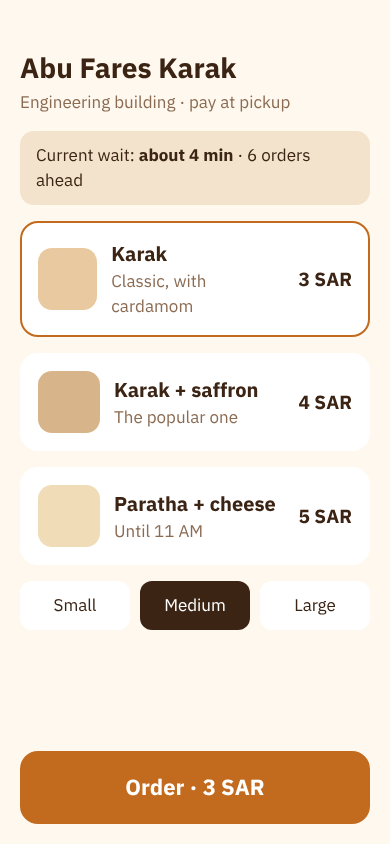 Abu Fares Karak
Engineering building · pay at pickup
Current wait: about 4 min · 6 orders
ahead
Karak
Classic, with
cardamom
3 SAR
Karak + saffron
The popular one
4 SAR
Paratha + cheese
Until 11 AM
5 SAR
Small
Medium
Large
Order · 3 SAR